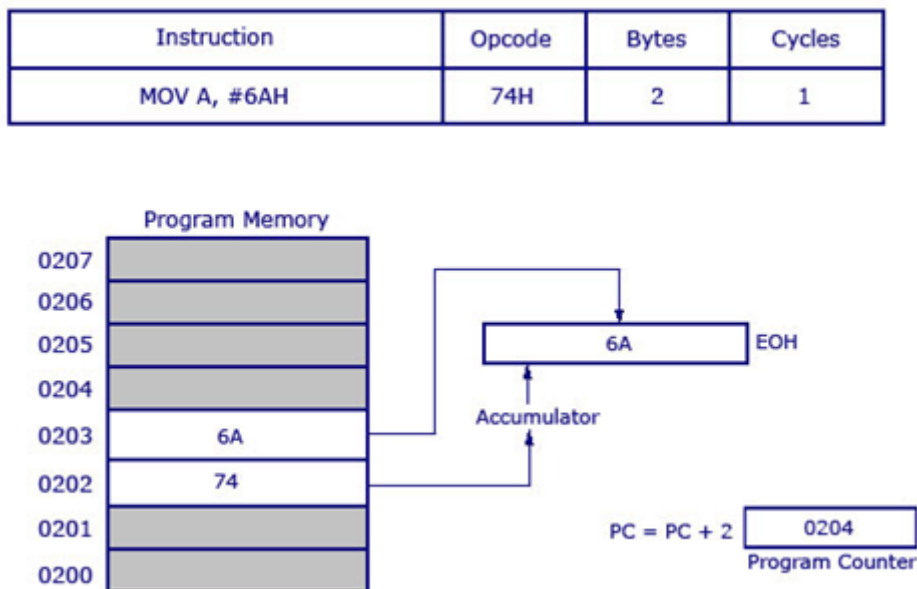 Instruction Opcode Bytes Cycles
MOV A, #6AH 74H 2 1
Program Memory
0207
0206
0205
6A EOH
0204
Accumulator
0203 6A
0202 74
0201
PC = PC + 2 0204
Program Counter
0200